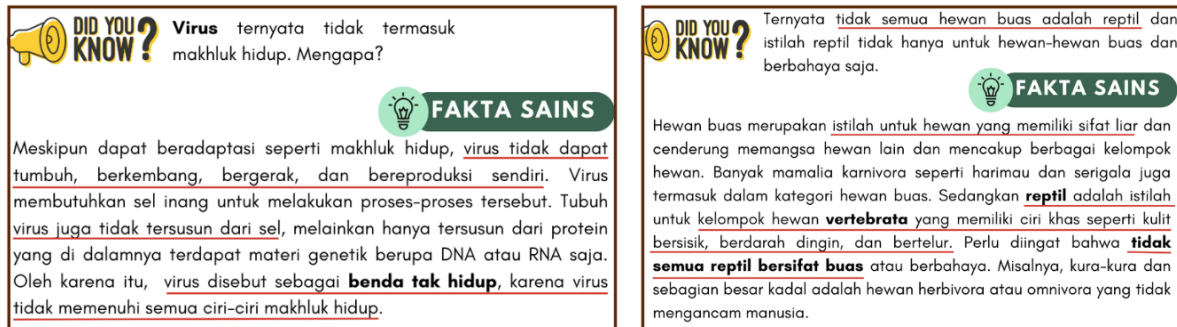 DID YOU
KNOW?
Virus ternyata tidak termasuk
makhluk hidup. Mengapa?
FAKTA SAINS
Meskipun dapat beradaptasi seperti makhluk hidup, virus tidak dapat
tumbuh, berkembang, bergerak, dan bereproduksi sendiri. Virus
membutuhkan sel inang untuk melakukan proses-proses tersebut. Tubuh
virus juga tidak tersusun dari sel, melainkan hanya tersusun dari protein
yang di dalamnya terdapat materi genetik berupa DNA atau RNA saja.
Oleh karena itu, virus disebut sebagai benda tak hidup, karena virus
tidak memenuhi semua ciri-ciri makhluk hidup.
DID YOU
KNOW?
Ternyata tidak semua hewan buas adalah reptil dan
istilah reptil tidak hanya untuk hewan-hewan buas dan
berbahaya saja.
FAKTA SAINS
Hewan buas merupakan istilah untuk hewan yang memiliki sifat liar dan
cenderung memangsa hewan lain dan mencakup berbagai kelompok
hewan. Banyak mamalia karnivora seperti harimau dan serigala juga
termasuk dalam kategori hewan buas. Sedangkan reptil adalah istilah
untuk kelompok hewan vertebrata yang memiliki ciri khas seperti kulit
bersisik, berdarah dingin, dan bertelur. Perlu diingat bahwa tidak
semua reptil bersifat buas atau berbahaya. Misalnya, kura-kura dan
sebagian besar kadal adalah hewan herbivora atau omnivora yang tidak
mengancam manusia.